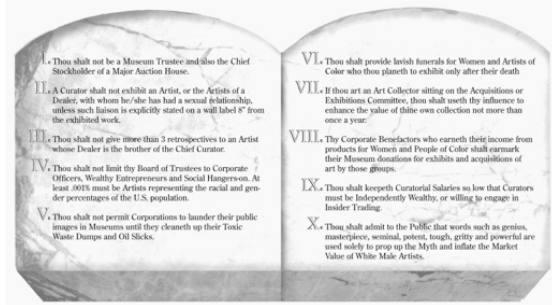 I. Thou shalt not be a Museum Trustee and also the Chief
Stockholder of a Major Auction House.
II. A Curator shall not exhibit an Artist, or the Artists of a
Dealer, with whom he/she has had a sexual relationship,
unless such liaison is explicitly stated on a wall label 8" from
the exhibited work.
III. Thou shalt not give more than 3 retrospectives to an Artist
whose Dealer is the brother of the Chief Curator.
IV. Thou shalt not limit thy Board of Trustees to Corporate
Officers, Wealthy Entrepreneurs and Social Hangers-on. At
least .001% must be Artists representing the racial and gen-
der percentages of the U.S. population.
V. Thou shalt not permit Corporations to launder their public
images in Museums until they cleaneth up their Toxic
Waste Dumps and Oil Slicks.
VI. Thou shalt provide lavish funerals for Women and Artists of
Color who thou planeth to exhibit only after their death
VII. If thou art an Art Collector sitting on the Acquisitions or
Exhibitions Committee, thou shalt useth thy influence to
enhance the value of thine own collection not more than
once a year.
VIII. Thy Corporate Benefactors who earneth their income from
products for Women and People of Color shalt earmark
their Museum donations for exhibits and acquisitions of
art by those groups.
IX. Thou shalt keepeth Curatorial Salaries so low that Curators
must be Independently Wealthy, or willing to engage in
Insider Trading.
X. Thou shalt admit to the Public that words such as genius,
masterpiece, seminal, potent, tough, gritty and powerful are
used solely to prop up the Myth and inflate the Market
Value of White Male Artists.